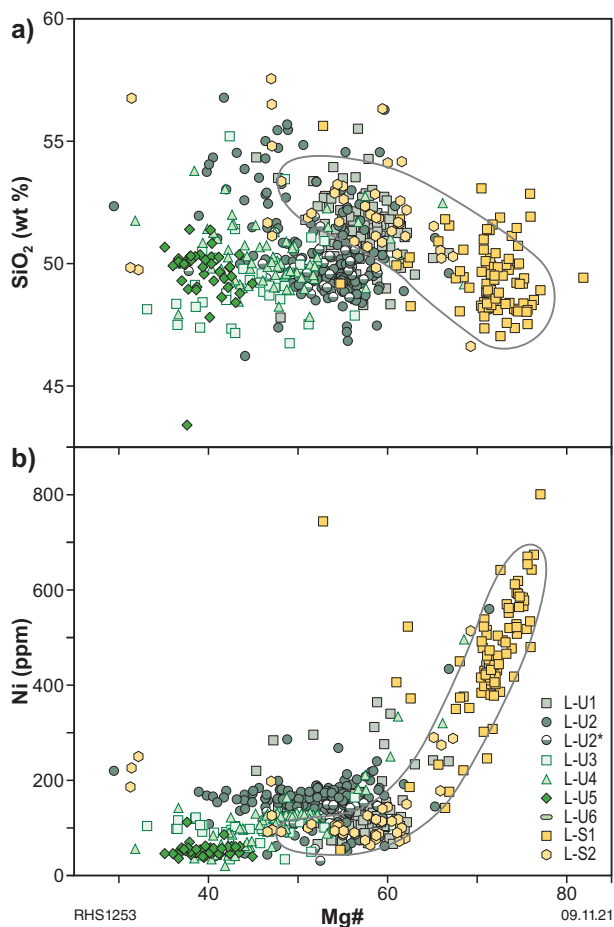 a)
60
55
50
45
SiO₂ (wt %)
b)
800
600
400
200
0
Ni (ppm)
L-U1
L-U2
L-U2*
L-U3
L-U4
L-U5
L-U6
L-S1
L-S2
40
60
80
RHS1253
Mg#
09.11.21